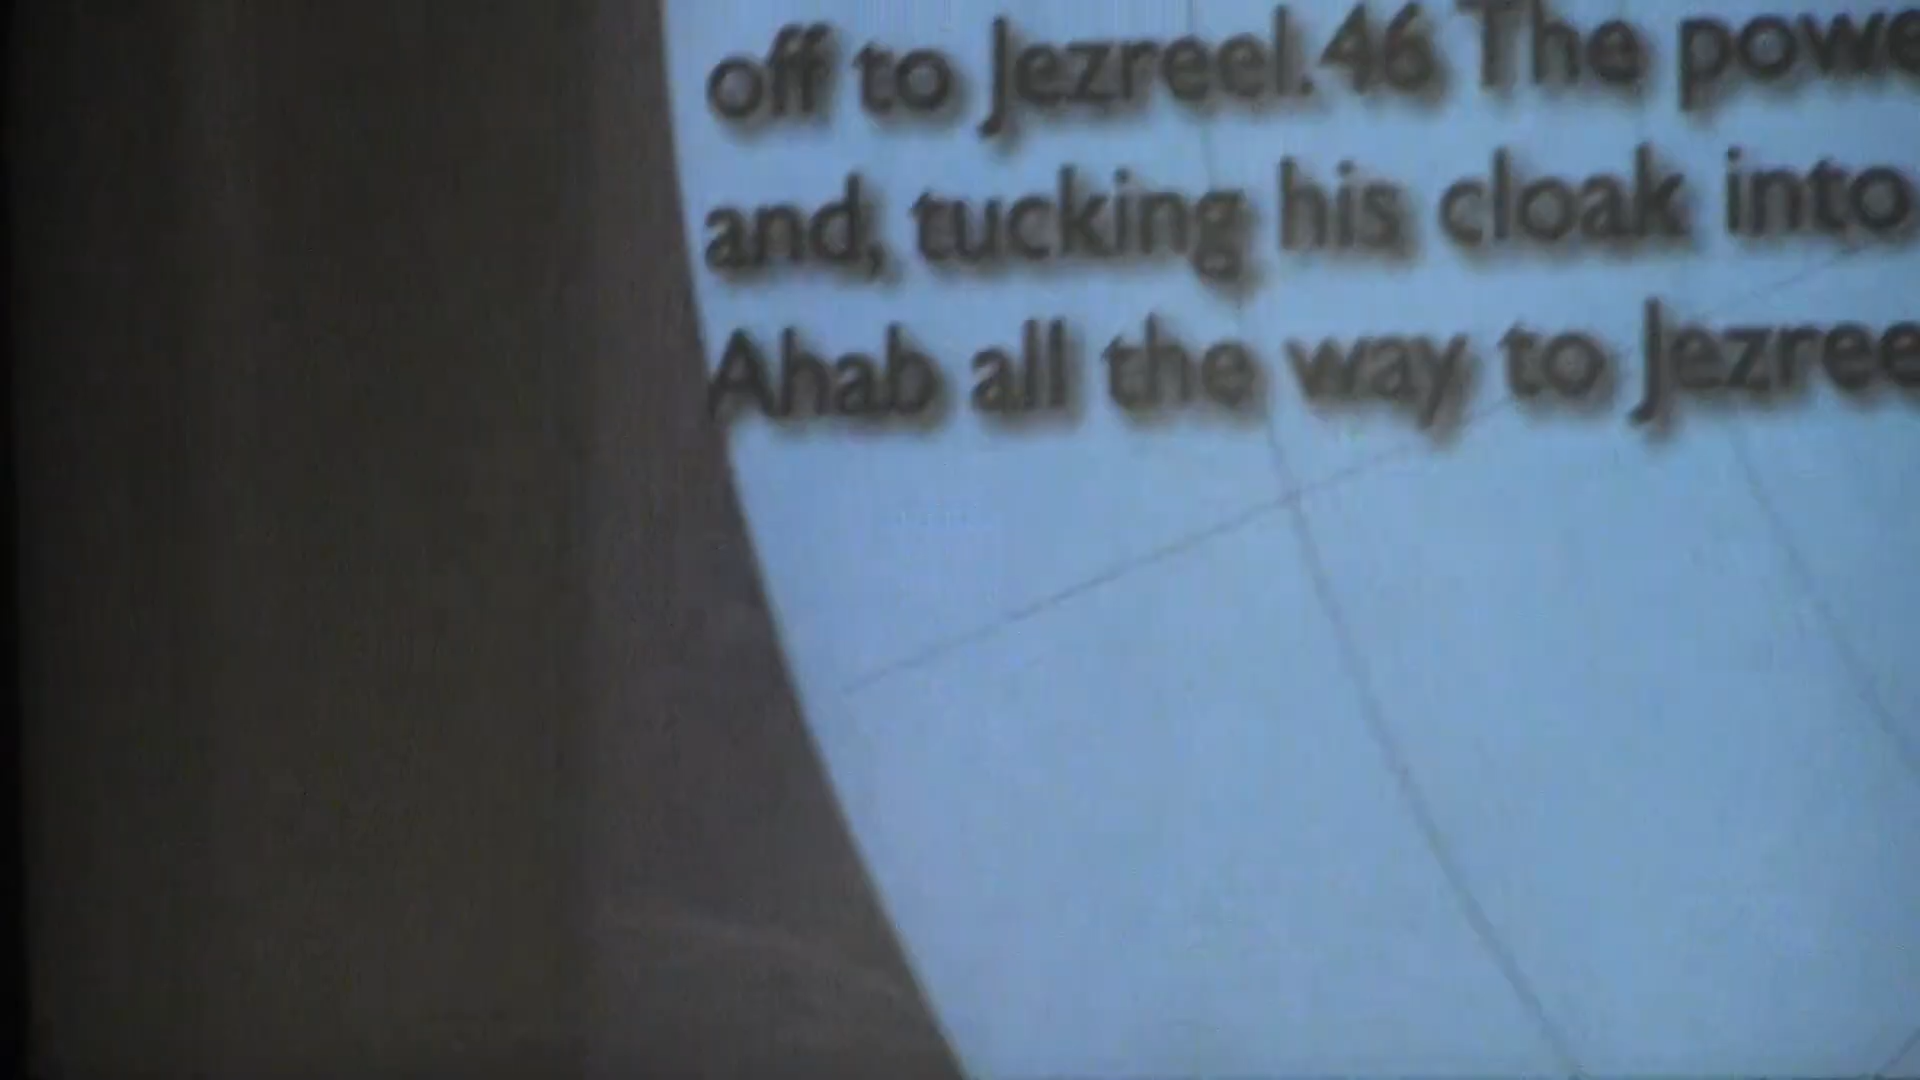 off to Jezreel.46 The powe
and, tucking his cloak into
Ahab all the way to Jezree